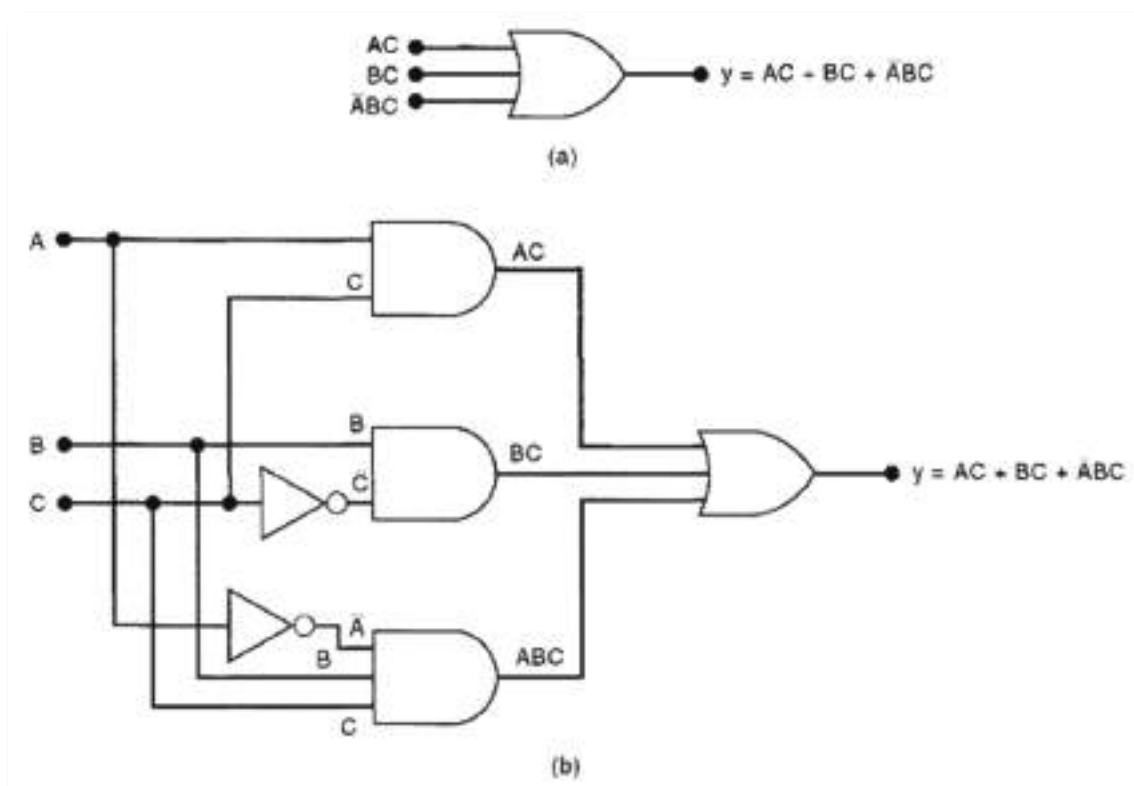 AC
BC
ĀBC
y = AC + BC + ĀBC
(a)
A
C
AC
B
B
C̄
BC
C
y = AC + BC + ĀBC
Ā
B
ABC
C
(b)